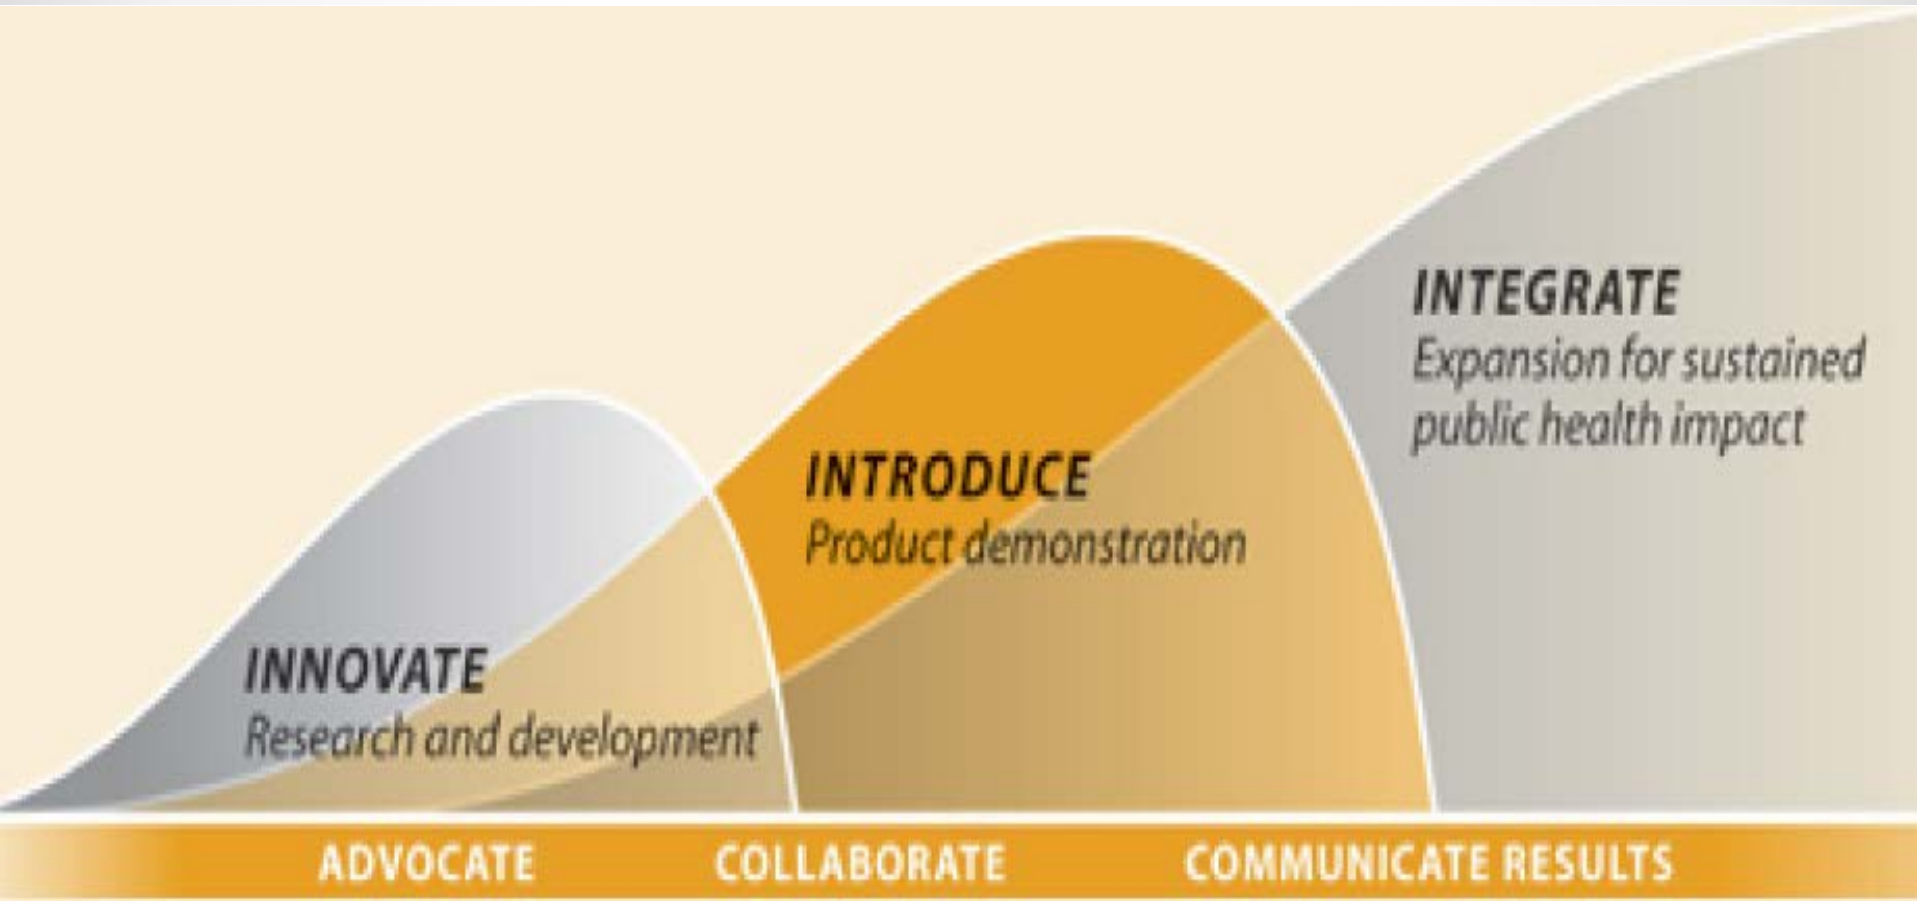 INTEGRATE
Expansion for sustained
public health impact
INTRODUCE
Product demonstration
INNOVATE
Research and development
ADVOCATE COLLABORATE COMMUNICATE RESULTS